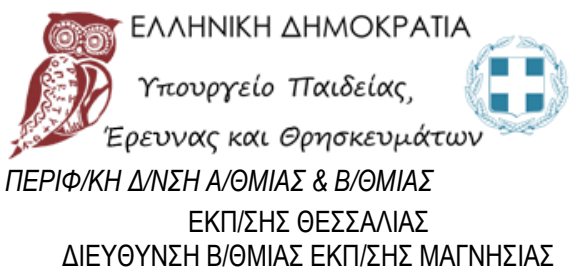 ΕΛΛΗΝΙΚΗ ΔΗΜΟΚΡΑΤΙΑ
Υπουργείο Παιδείας,
Έρευνας και Θρησκευμάτων
ΠΕΡΙΦ/ΚΗ Δ/ΝΣΗ Α/ΘΜΙΑΣ & Β/ΘΜΙΑΣ
ΕΚΠ/ΣΗΣ ΘΕΣΣΑΛΙΑΣ
ΔΙΕΥΘΥΝΣΗ Β/ΘΜΙΑΣ ΕΚΠ/ΣΗΣ ΜΑΓΝΗΣΙΑΣ